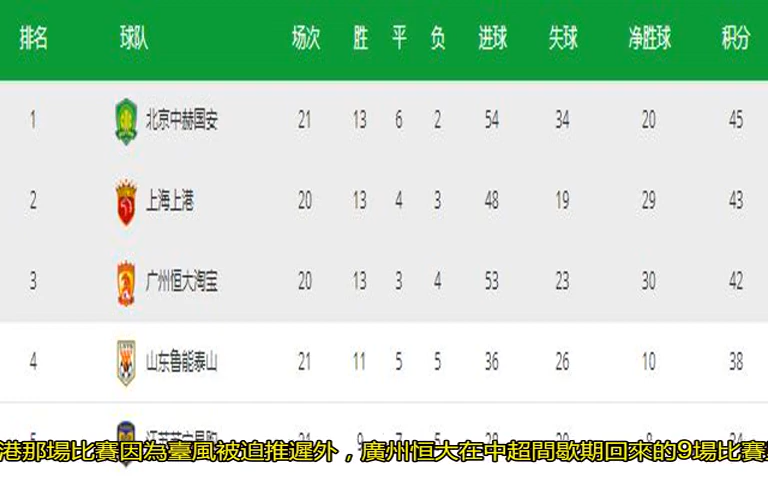 排名 球队 场次 胜 平 负 进球 失球 净胜球 积分
1 北京中赫国安 21 13 6 2 54 34 20 45
2 上海上港 20 13 4 3 48 19 29 43
3 广州恒大淘宝 20 13 3 4 53 23 30 42
4 山东鲁能泰山 21 11 5 5 36 26 10 38
港那場比賽因為臺風被迫推遲外，廣州恒大在中超間歇期回來的9場比賽